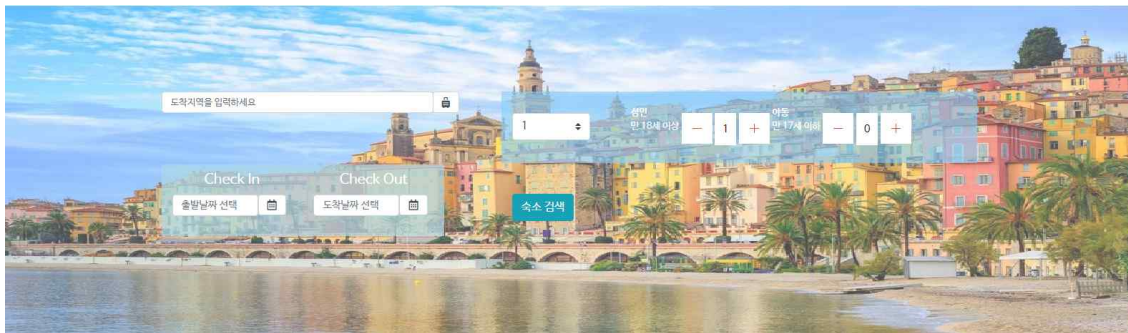 도착지역을 입력하세요
1
성인
만 18세 이상
— 1 +
아동
만 17세 이하
— 0 +
Check In
Check Out
출발날짜 선택
도착날짜 선택
숙소 검색